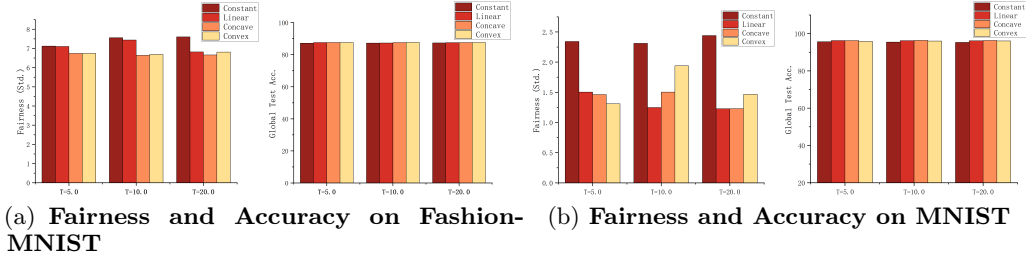 Fairness (Std.)
8
7
6
5
4
3
2
1
0
T=5.0 T=10.0 T=20.0
Constant
Linear
Concave
Convex
Global Test Acc.
100
80
60
40
20
0
T=5.0 T=10.0 T=20.0
Constant
Linear
Concave
Convex
(a) Fairness and Accuracy on Fashion-
MNIST
Fairness (Std.)
2.5
2.0
1.5
1.0
0.5
0.0
T=5.0 T=10.0 T=20.0
Constant
Linear
Concave
Convex
Global Test Acc.
100
80
60
40
20
T=5.0 T=10.0 T=20.0
Constant
Linear
Concave
Convex
(b) Fairness and Accuracy on MNIST